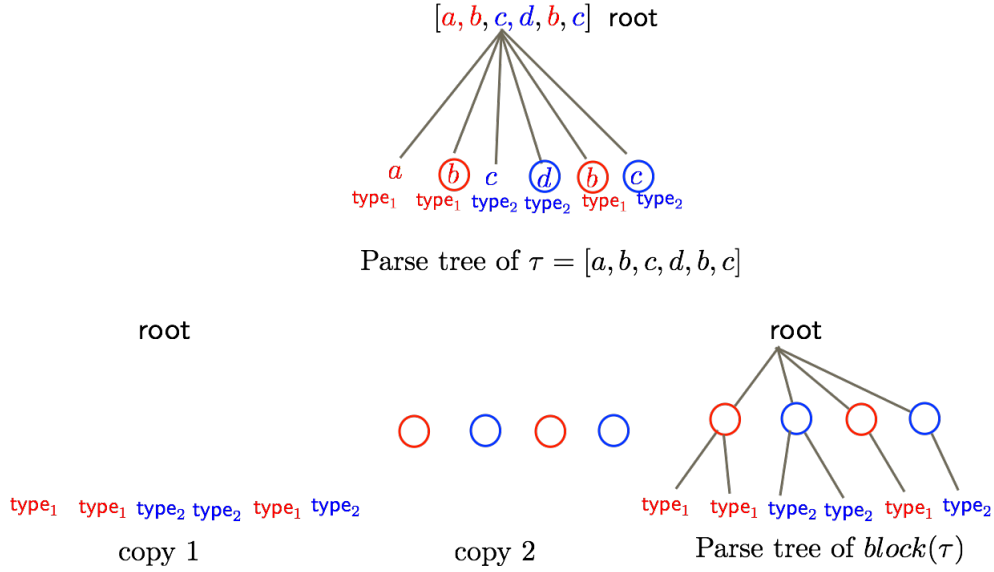 [a, b, c, d, b, c] root
a b c d b c
type₁ type₁ type₂ type₂ type₁ type₂
Parse tree of τ = [a, b, c, d, b, c]
root
root
type₁ type₁ type₂ type₂ type₁ type₂
type₁ type₁ type₂ type₂ type₁ type₂
copy 1
copy 2
Parse tree of block(τ)